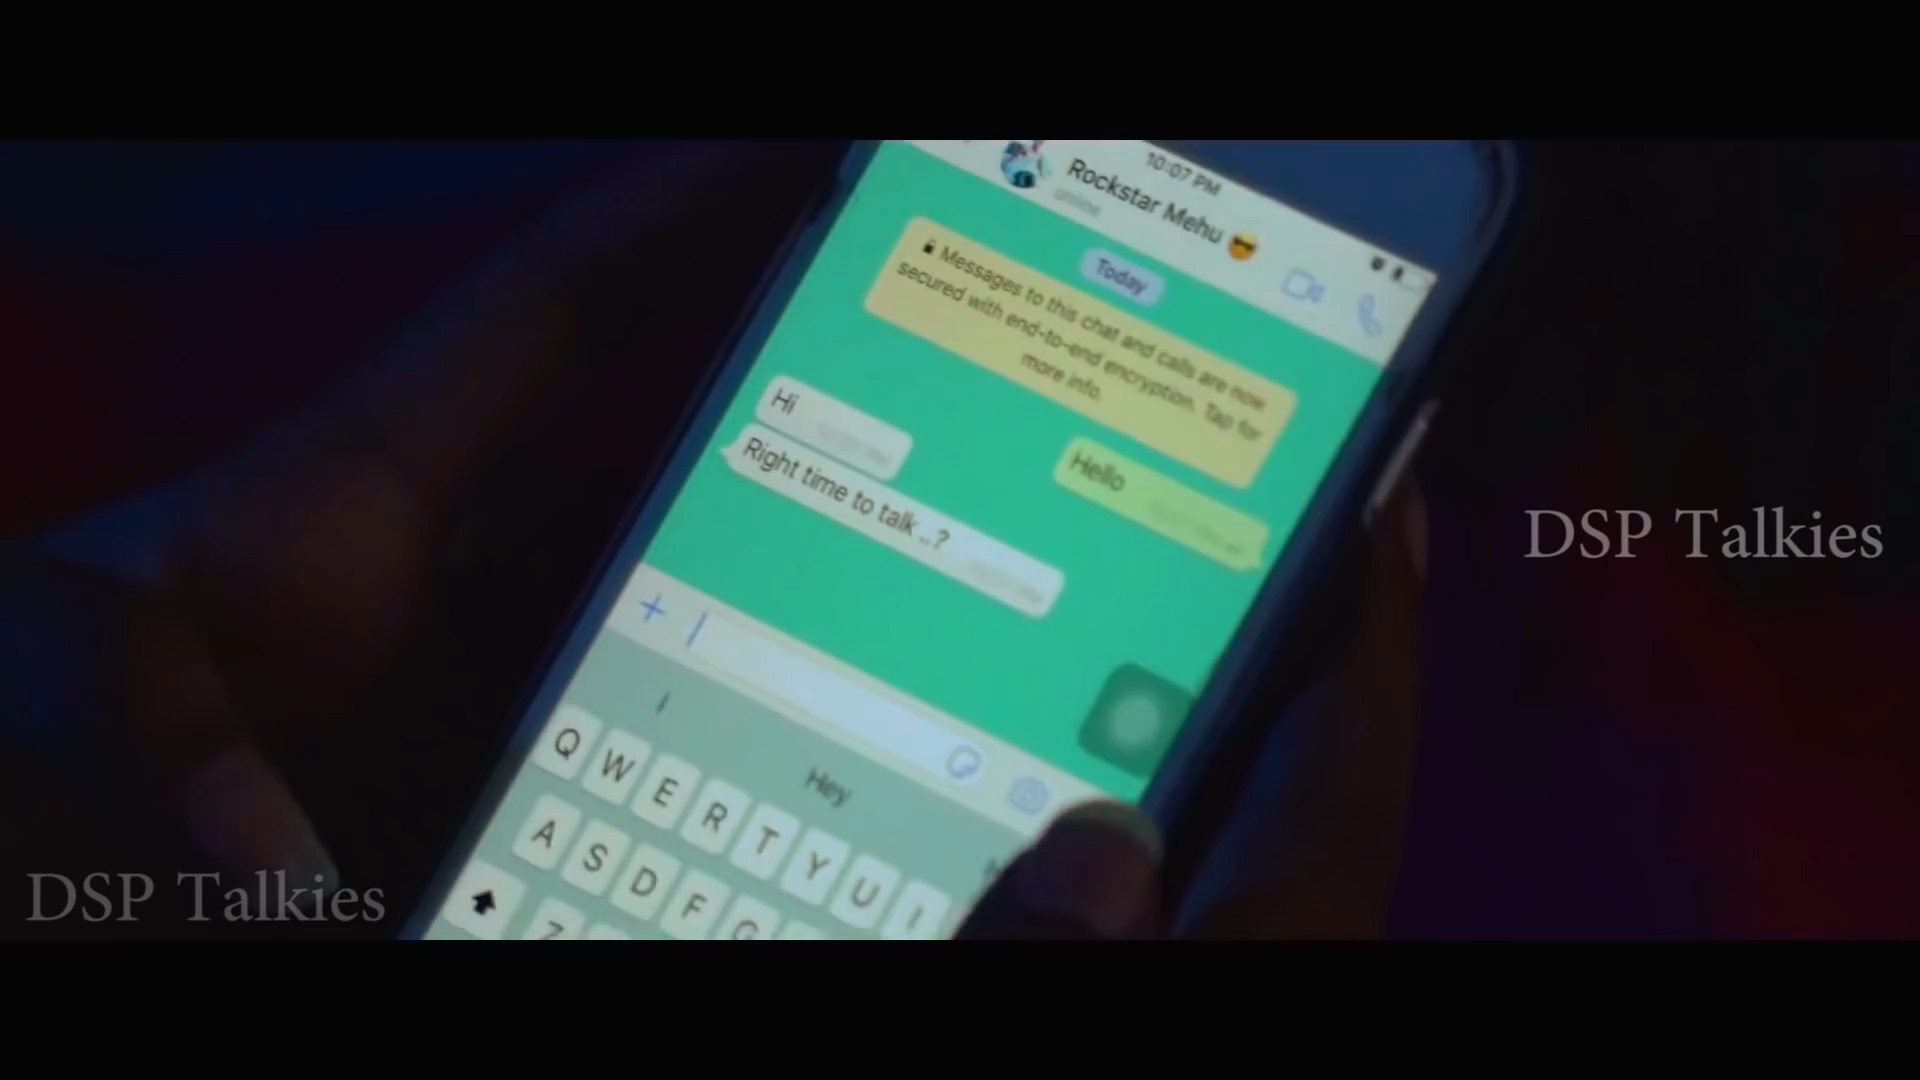 10:07 PM
Rockstar Mehu 😎
online
Today
🔒 Messages to this chat and calls are now
secured with end-to-end encryption. Tap for
more info.
Hello
Hi
Right time to talk ..?
I
Hey
Q W E R T Y U I
A S D F G
Z
DSP Talkies
DSP Talkies